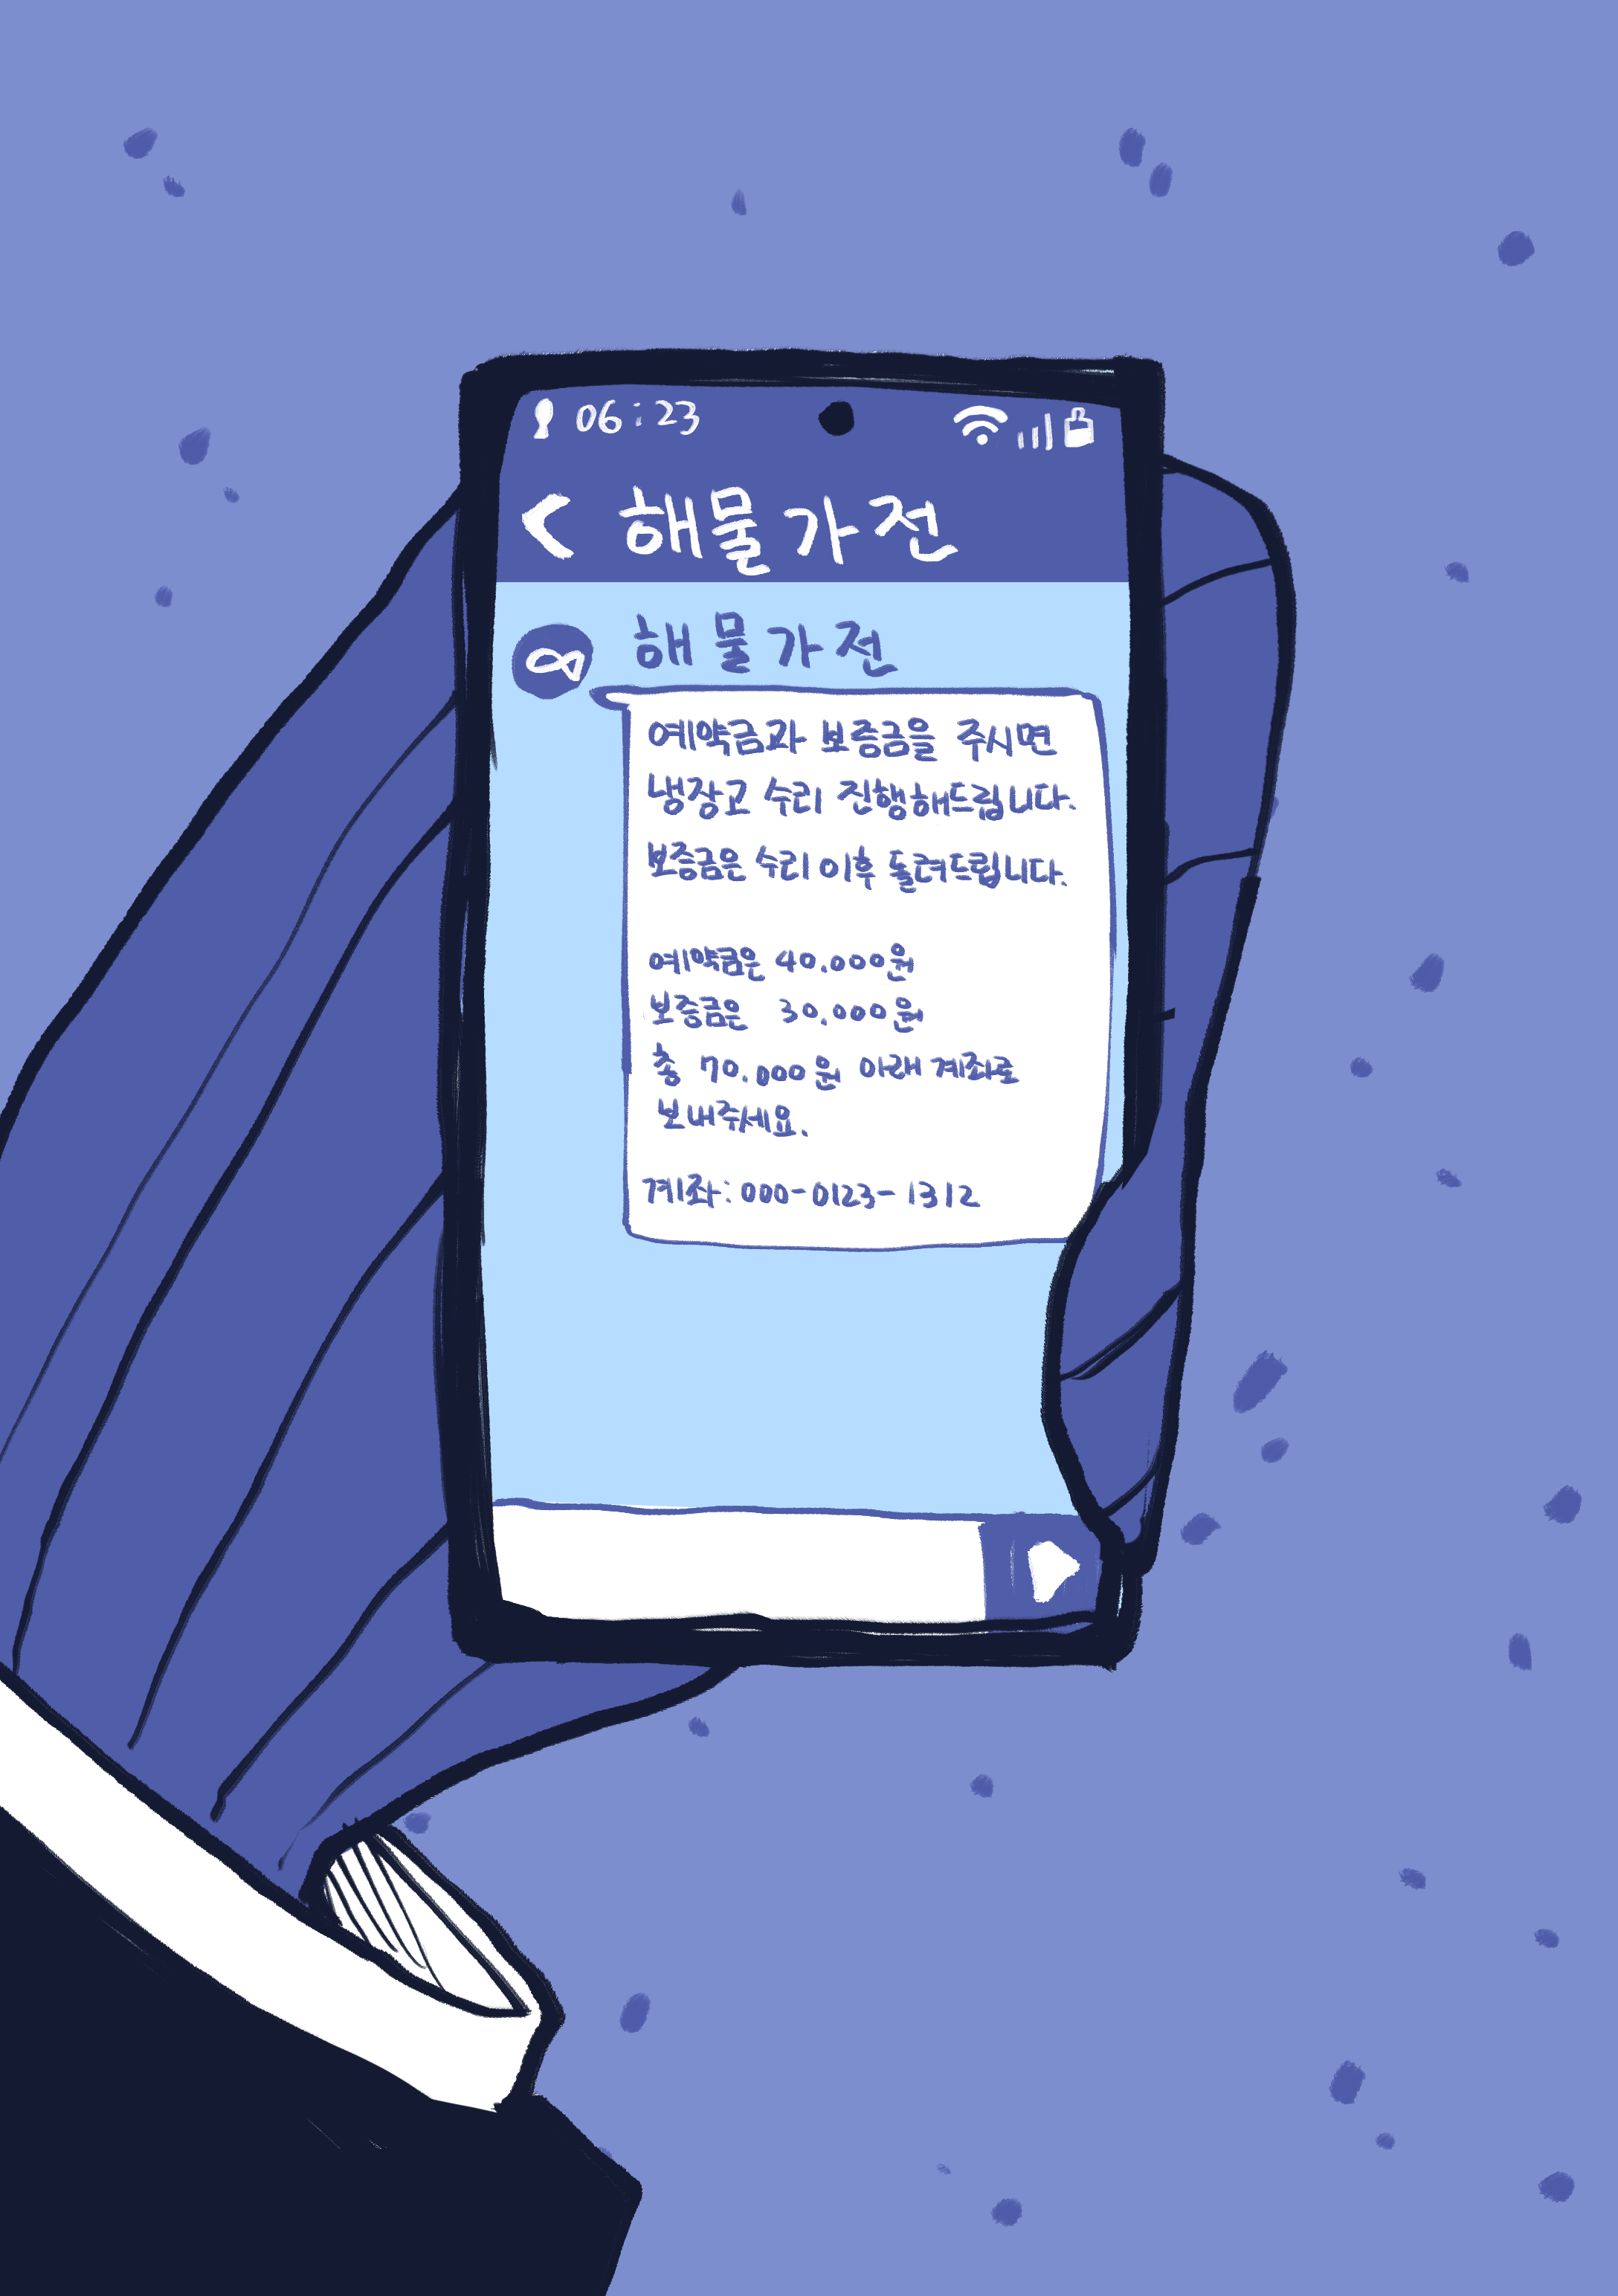 06:23
< 해물가전
해물가전
예약금과 보증금을 주시면
냉장고 수리 진행해드립니다.
보증금은 수리 이후 돌려드립니다.
예약금은 40.000원
보증금은 30.000원
총 70.000원 아래 계좌로
보내주세요.
계좌: 000-0123-1312